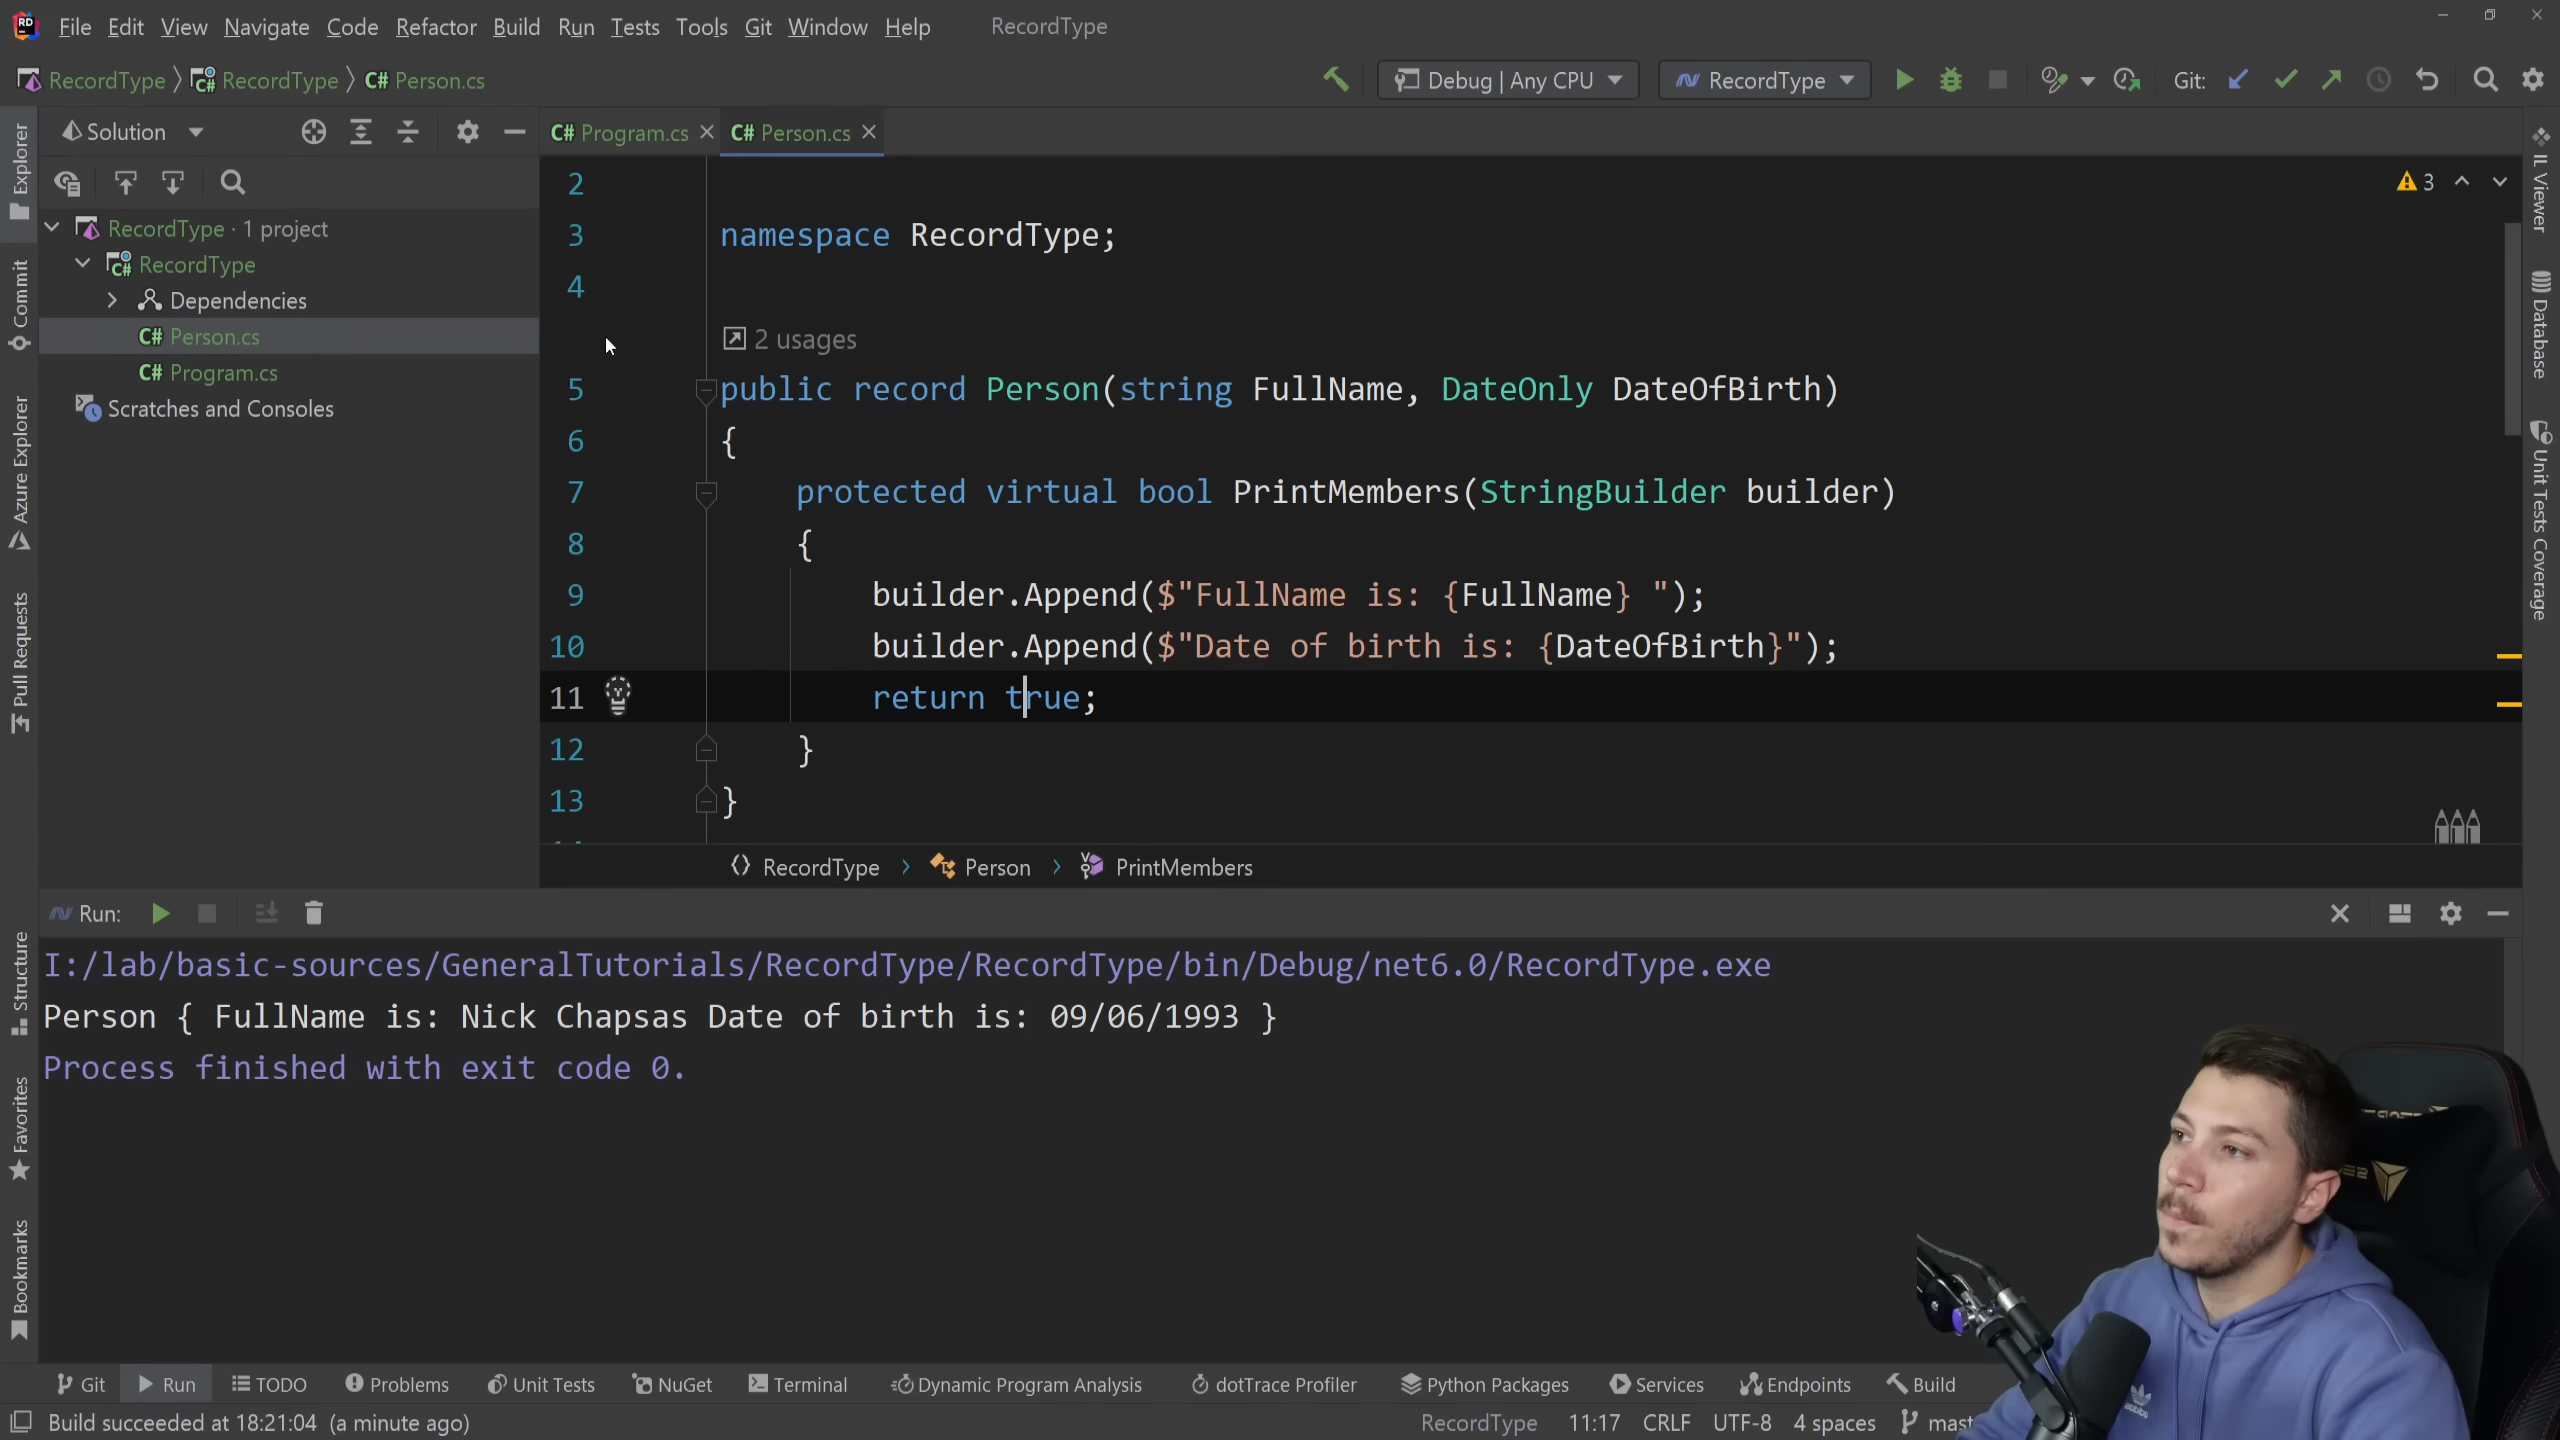 File Edit View Navigate Code Refactor Build Run Tests Tools Git Window Help RecordType
RecordType RecordType C# Person.cs Debug | Any CPU RecordType Git:
Solution
C# Program.cs C# Person.cs
RecordType · 1 project
RecordType
Dependencies
C# Person.cs
C# Program.cs
Scratches and Consoles
Explorer
Commit
Azure Explorer
Pull Requests
Structure
Favorites
Bookmarks
2
3 namespace RecordType;
4
2 usages
5 public record Person(string FullName, DateOnly DateOfBirth)
6 {
7 protected virtual bool PrintMembers(StringBuilder builder)
8 {
9 builder.Append($"FullName is: {FullName} ");
10 builder.Append($"Date of birth is: {DateOfBirth}");
11 return true;
12 }
13 }
3
IL Viewer
Database
Unit Tests Coverage
RecordType Person PrintMembers
Run:
I:/lab/basic-sources/GeneralTutorials/RecordType/RecordType/bin/Debug/net6.0/RecordType.exe
Person { FullName is: Nick Chapsas Date of birth is: 09/06/1993 }
Process finished with exit code 0.
Git Run TODO Problems Unit Tests NuGet Terminal Dynamic Program Analysis dotTrace Profiler Python Packages Services Endpoints Build
Build succeeded at 18:21:04 (a minute ago) RecordType 11:17 CRLF UTF-8 4 spaces mast